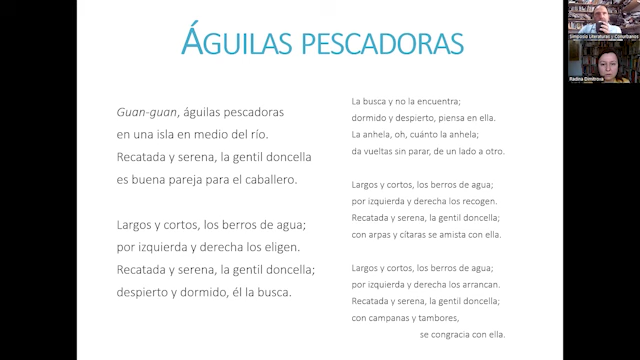 ÁGUILAS PESCADORAS
Guan-guan, águilas pescadoras
en una isla en medio del río.
Recatada y serena, la gentil doncella
es buena pareja para el caballero.
Largos y cortos, los berros de agua;
por izquierda y derecha los eligen.
Recatada y serena, la gentil doncella;
despierto y dormido, él la busca.
La busca y no la encuentra;
dormido y despierto, piensa en ella.
La anhela, oh, cuánto la anhela;
da vueltas sin parar, de un lado a otro.
Largos y cortos, los berros de agua;
por izquierda y derecha los recogen.
Recatada y serena, la gentil doncella;
con arpas y cítaras se amista con ella.
Largos y cortos, los berros de agua;
por izquierda y derecha los arrancan.
Recatada y serena, la gentil doncella;
con campanas y tambores,
se congracia con ella.
Simposio Literaturas y Conurbanos
Radina Dimitrova